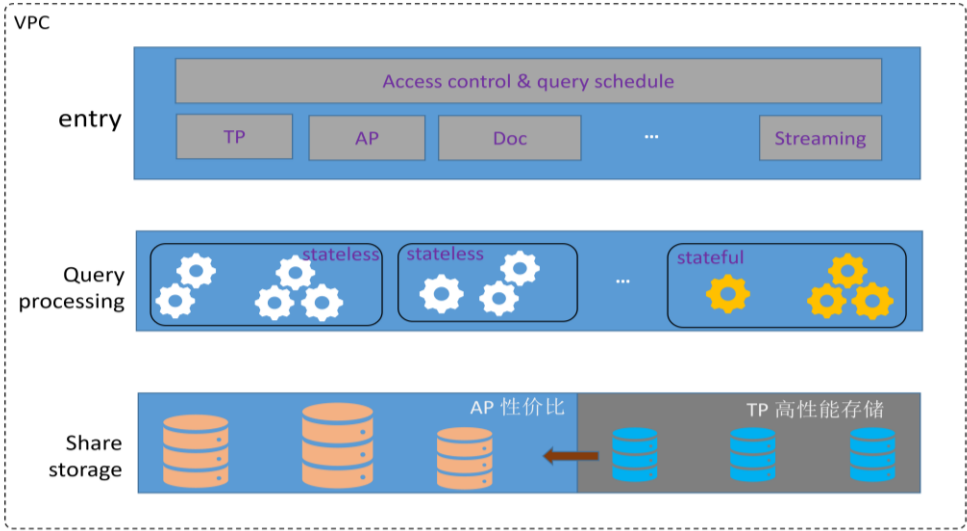 VPC
entry
Access control & query schedule
TP
AP
Doc
...
Streaming
Query
processing
stateless
stateless
...
stateful
Share
storage
AP 性价比
TP 高性能存储